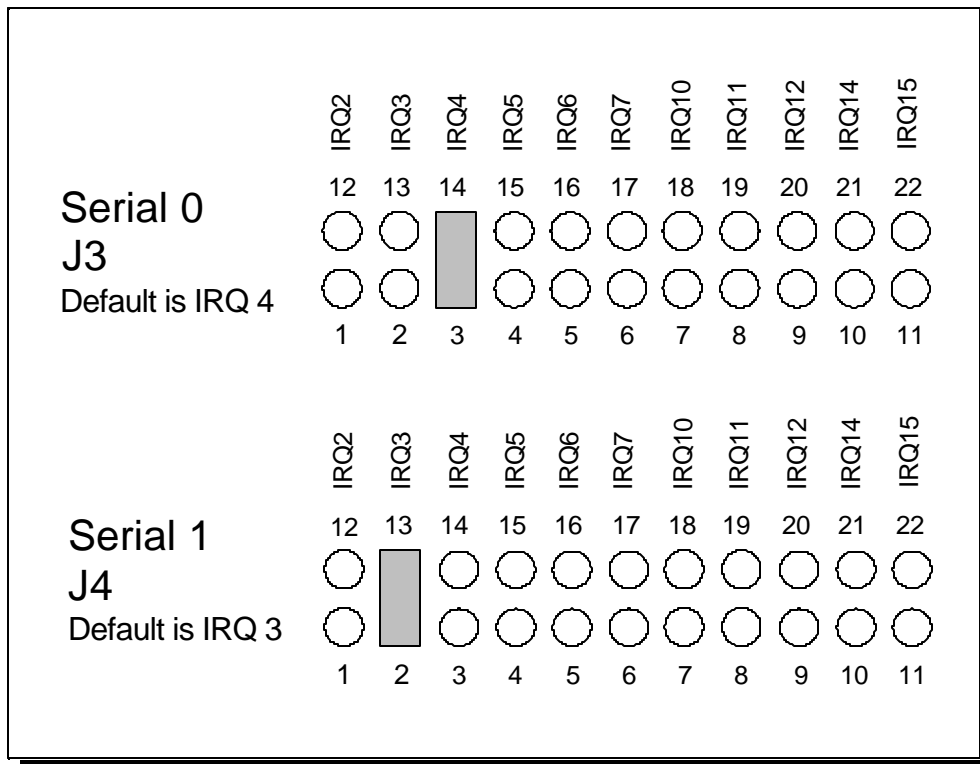 IRQ2 IRQ3 IRQ4 IRQ5 IRQ6 IRQ7 IRQ10 IRQ11 IRQ12 IRQ14 IRQ15
12 13 14 15 16 17 18 19 20 21 22
Serial 0
J3
Default is IRQ 4
1 2 3 4 5 6 7 8 9 10 11
IRQ2 IRQ3 IRQ4 IRQ5 IRQ6 IRQ7 IRQ10 IRQ11 IRQ12 IRQ14 IRQ15
12 13 14 15 16 17 18 19 20 21 22
Serial 1
J4
Default is IRQ 3
1 2 3 4 5 6 7 8 9 10 11